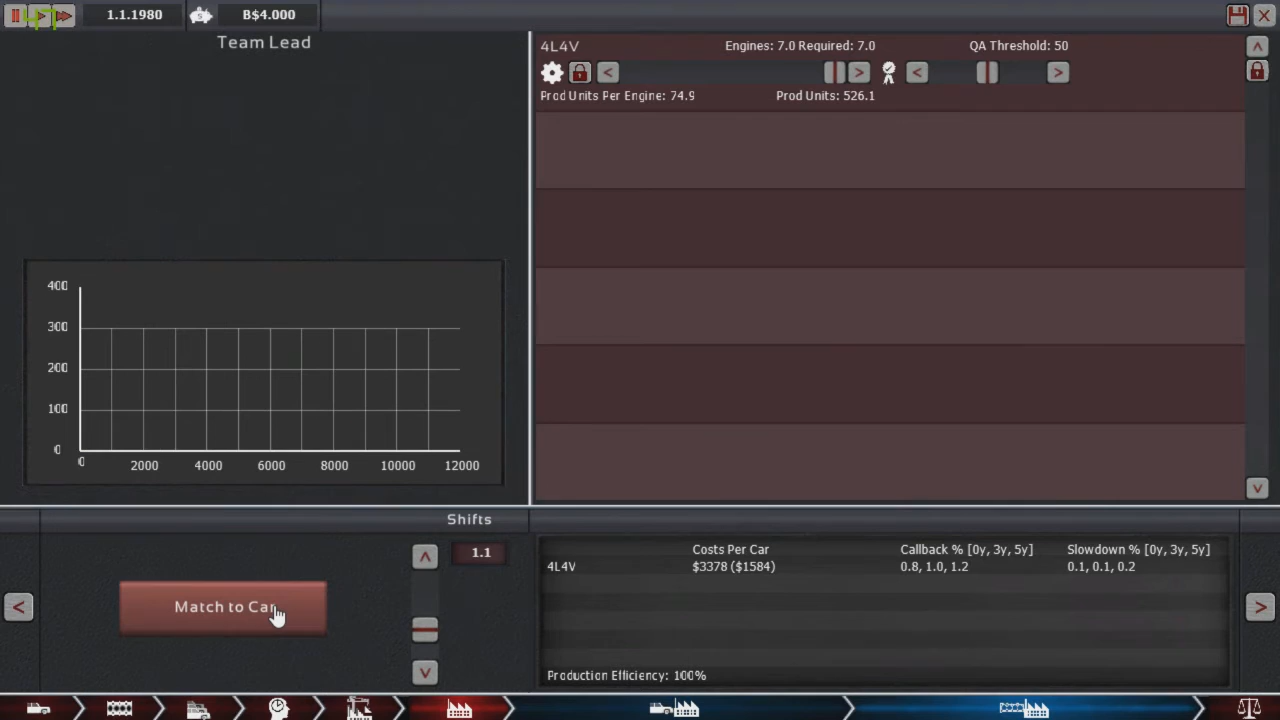 1.1.1980
B$4.000
Team Lead
400
300
200
100
0
0
2000
4000
6000
8000
10000
12000
4L4V
Engines: 7.0 Required: 7.0
QA Threshold: 50
Prod Units Per Engine: 74.9
Prod Units: 526.1
Shifts
1.1
Match to Car
Costs Per Car
Callback % [0y, 3y, 5y]
Slowdown % [0y, 3y, 5y]
4L4V
$3378 ($1584)
0.8, 1.0, 1.2
0.1, 0.1, 0.2
Production Efficiency: 100%